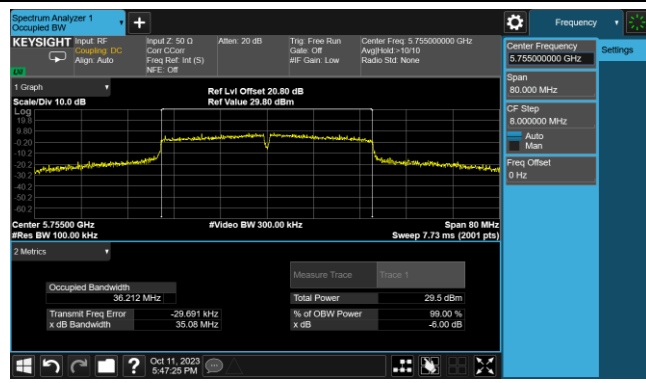 Spectrum Analyzer 1
Occupied BW
Frequency
KEYSIGHT
Input: RF
Coupling: DC
Align: Auto
Input Z: 50 Ω
Corr CCorr
Freq Ref: Int (S)
NFE: Off
Atten: 20 dB
Trig: Free Run
Gate: Off
#IF Gain: Low
Center Freq: 5.755000000 GHz
Avg|Hold:>10/10
Radio Std: None
Center Frequency
5.755000000 GHz
Settings
Span
80.000 MHz
CF Step
8.000000 MHz
Auto
Man
Freq Offset
0 Hz
1 Graph
Scale/Div 10.0 dB
Ref Lvl Offset 20.80 dB
Ref Value 29.80 dBm
Log
19.8
9.80
-0.20
-10.2
-20.2
-30.2
-40.2
-50.2
-60.2
Center 5.75500 GHz
#Res BW 100.00 kHz
#Video BW 300.00 kHz
Span 80 MHz
Sweep 7.73 ms (2001 pts)
2 Metrics
Measure Trace
Trace 1
Occupied Bandwidth
36.212 MHz
Total Power
29.5 dBm
Transmit Freq Error
-29.691 kHz
% of OBW Power
99.00 %
x dB Bandwidth
35.08 MHz
x dB
-6.00 dB
?
Oct 11, 2023
5:47:25 PM